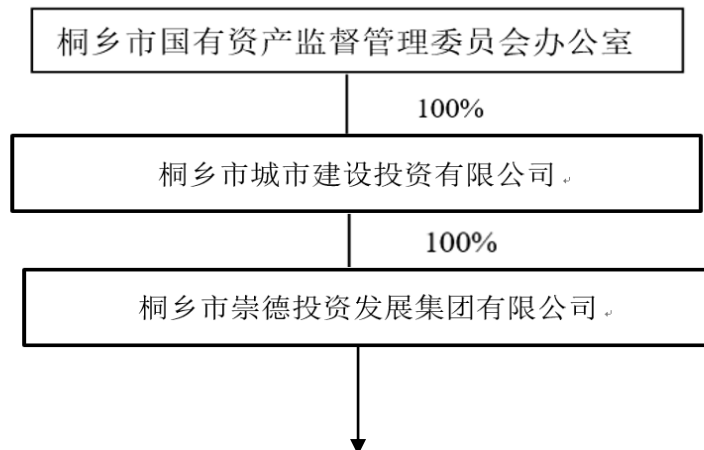 桐乡市国有资产监督管理委员会办公室
100%
桐乡市城市建设投资有限公司
100%
桐乡市崇德投资发展集团有限公司